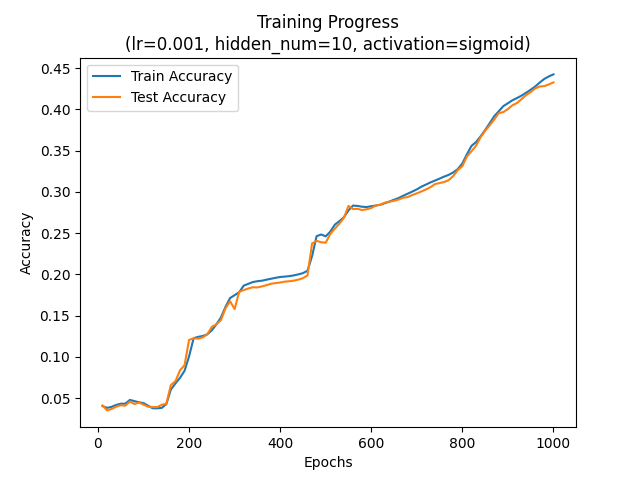 Training Progress
(lr=0.001, hidden_num=10, activation=sigmoid)
Train Accuracy
Test Accuracy
Accuracy
0.45
0.40
0.35
0.30
0.25
0.20
0.15
0.10
0.05
0 200 400 600 800 1000
Epochs